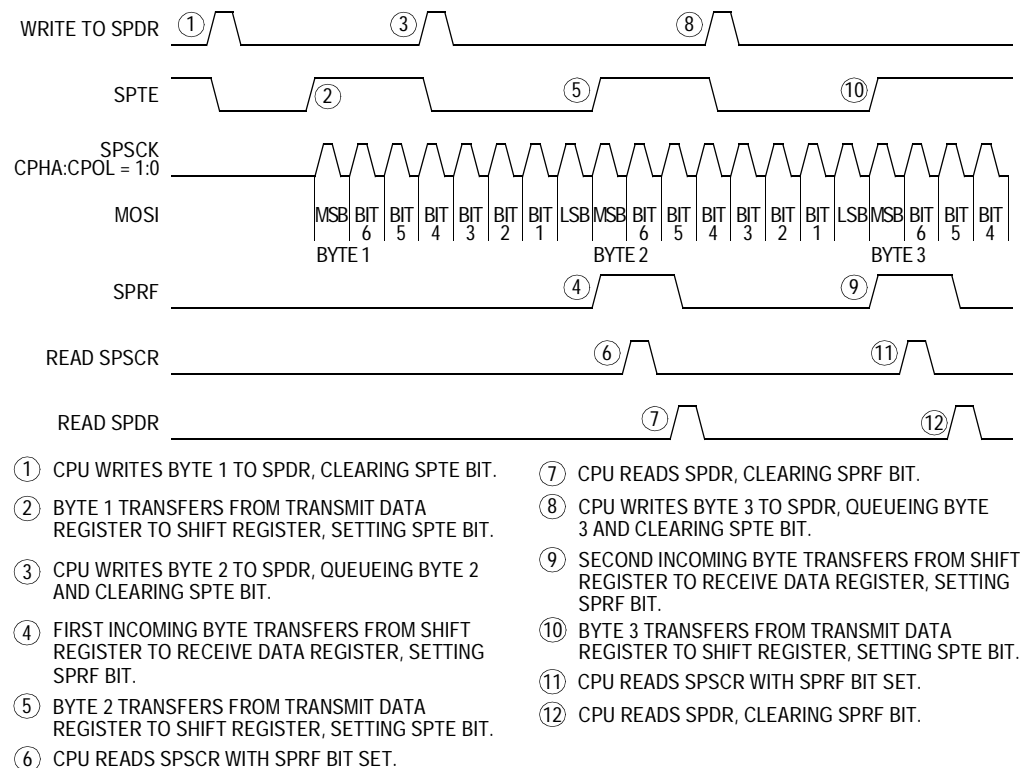 WRITE TO SPDR
1
3
8
SPTE
2
5
10
SPSCK
CPHA:CPOL = 1:0
MOSI
MSB BIT 6 BIT 5 BIT 4 BIT 3 BIT 2 BIT 1 LSB MSB BIT 6 BIT 5 BIT 4 BIT 3 BIT 2 BIT 1 LSB MSB BIT 6 BIT 5 BIT 4
BYTE 1
BYTE 2
BYTE 3
SPRF
4
9
READ SPSCR
6
11
READ SPDR
7
12
1 CPU WRITES BYTE 1 TO SPDR, CLEARING SPTE BIT.
2 BYTE 1 TRANSFERS FROM TRANSMIT DATA
REGISTER TO SHIFT REGISTER, SETTING SPTE BIT.
3 CPU WRITES BYTE 2 TO SPDR, QUEUEING BYTE 2
AND CLEARING SPTE BIT.
4 FIRST INCOMING BYTE TRANSFERS FROM SHIFT
REGISTER TO RECEIVE DATA REGISTER, SETTING
SPRF BIT.
5 BYTE 2 TRANSFERS FROM TRANSMIT DATA
REGISTER TO SHIFT REGISTER, SETTING SPTE BIT.
6 CPU READS SPSCR WITH SPRF BIT SET.
7 CPU READS SPDR, CLEARING SPRF BIT.
8 CPU WRITES BYTE 3 TO SPDR, QUEUEING BYTE
3 AND CLEARING SPTE BIT.
9 SECOND INCOMING BYTE TRANSFERS FROM SHIFT
REGISTER TO RECEIVE DATA REGISTER, SETTING
SPRF BIT.
10 BYTE 3 TRANSFERS FROM TRANSMIT DATA
REGISTER TO SHIFT REGISTER, SETTING SPTE BIT.
11 CPU READS SPSCR WITH SPRF BIT SET.
12 CPU READS SPDR, CLEARING SPRF BIT.